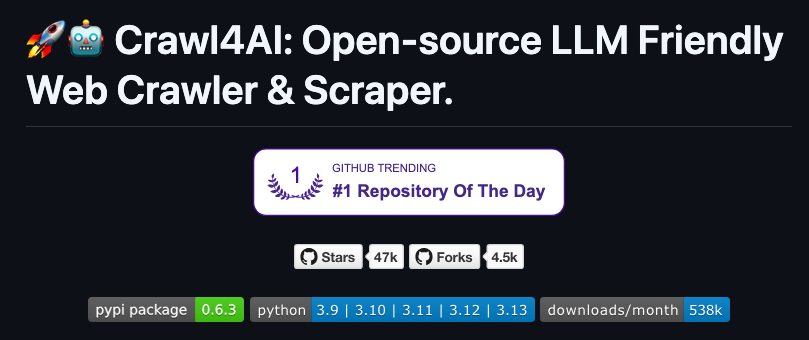 🚀🤖 Crawl4AI: Open-source LLM Friendly
Web Crawler & Scraper.
1
GITHUB TRENDING
#1 Repository Of The Day
Stars 47k Forks 4.5k
pypi package 0.6.3 python 3.9 | 3.10 | 3.11 | 3.12 | 3.13 downloads/month 538k